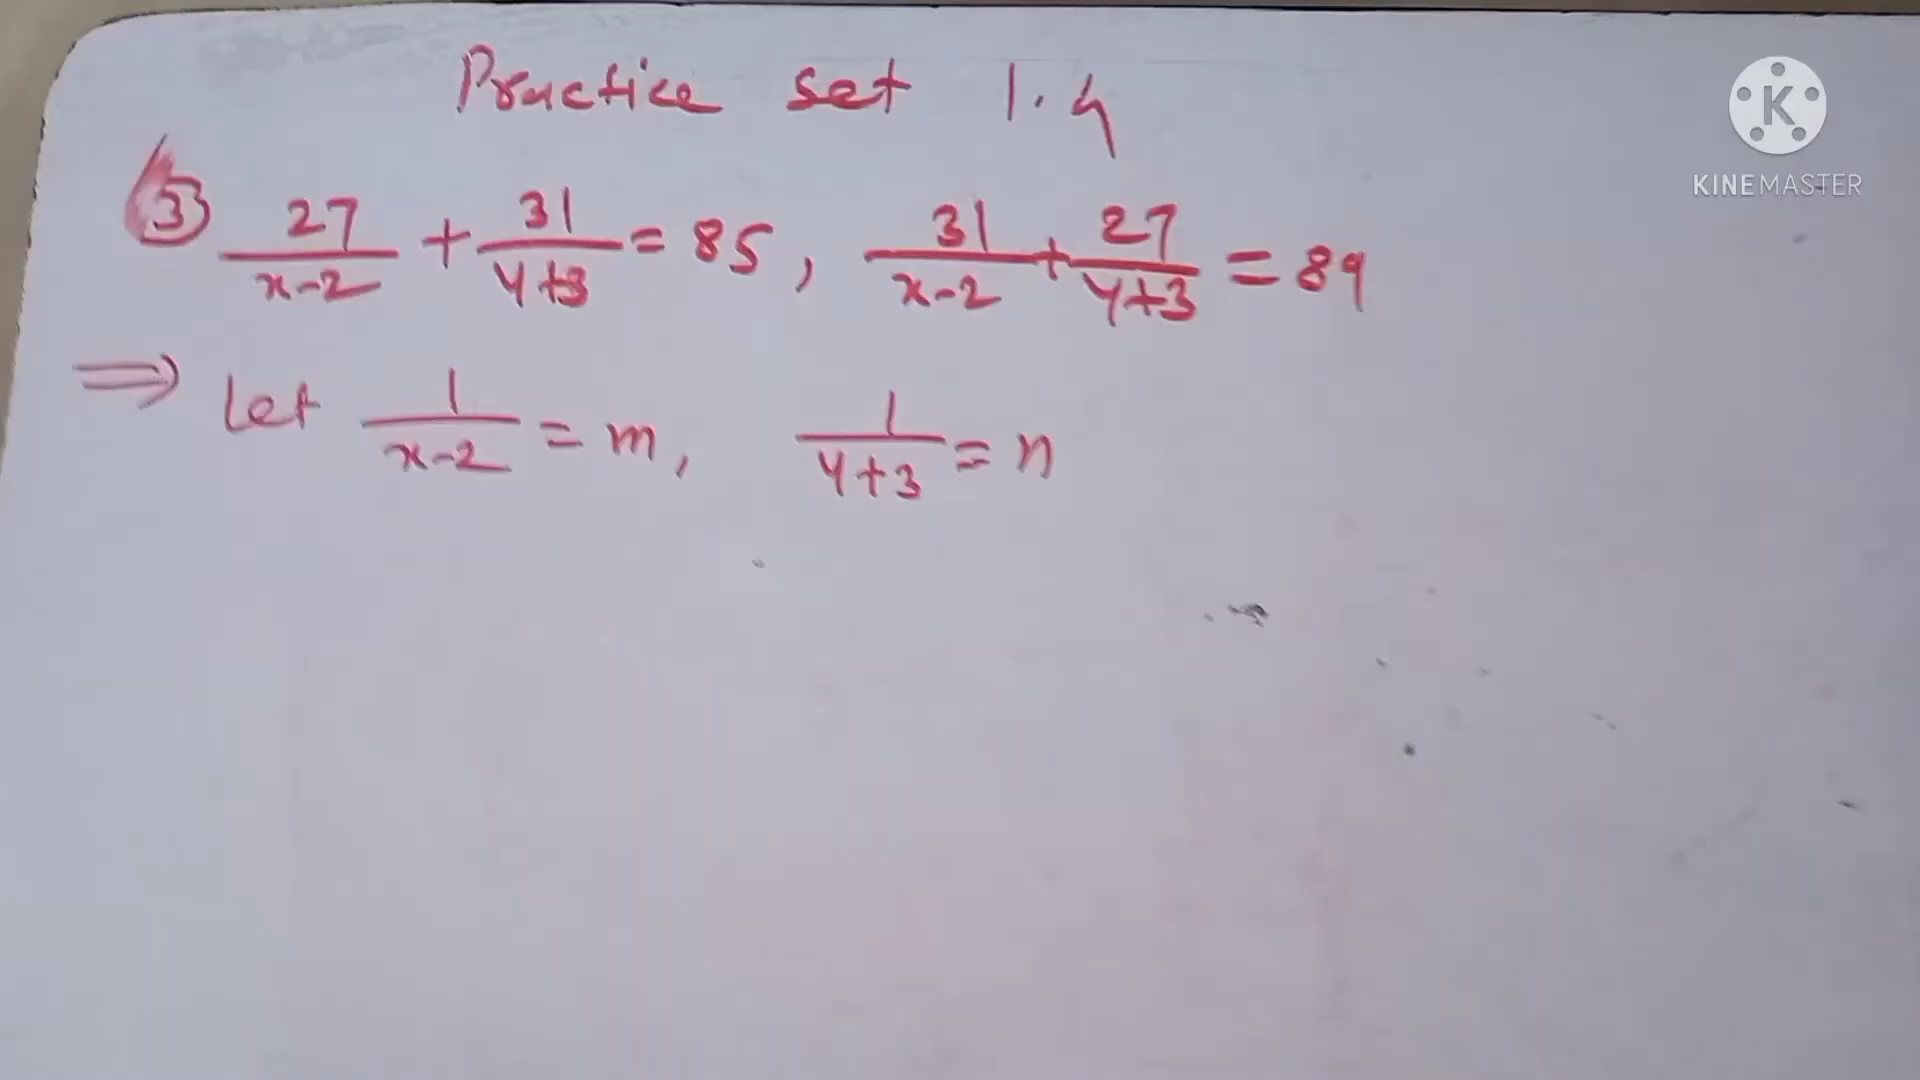 Practice set 1.4
K
KINEMASTER
③ 27/(x-2) + 31/(y+3) = 85, 31/(x-2) + 27/(y+3) = 89
⇒ Let 1/(x-2) = m, 1/(y+3) = n